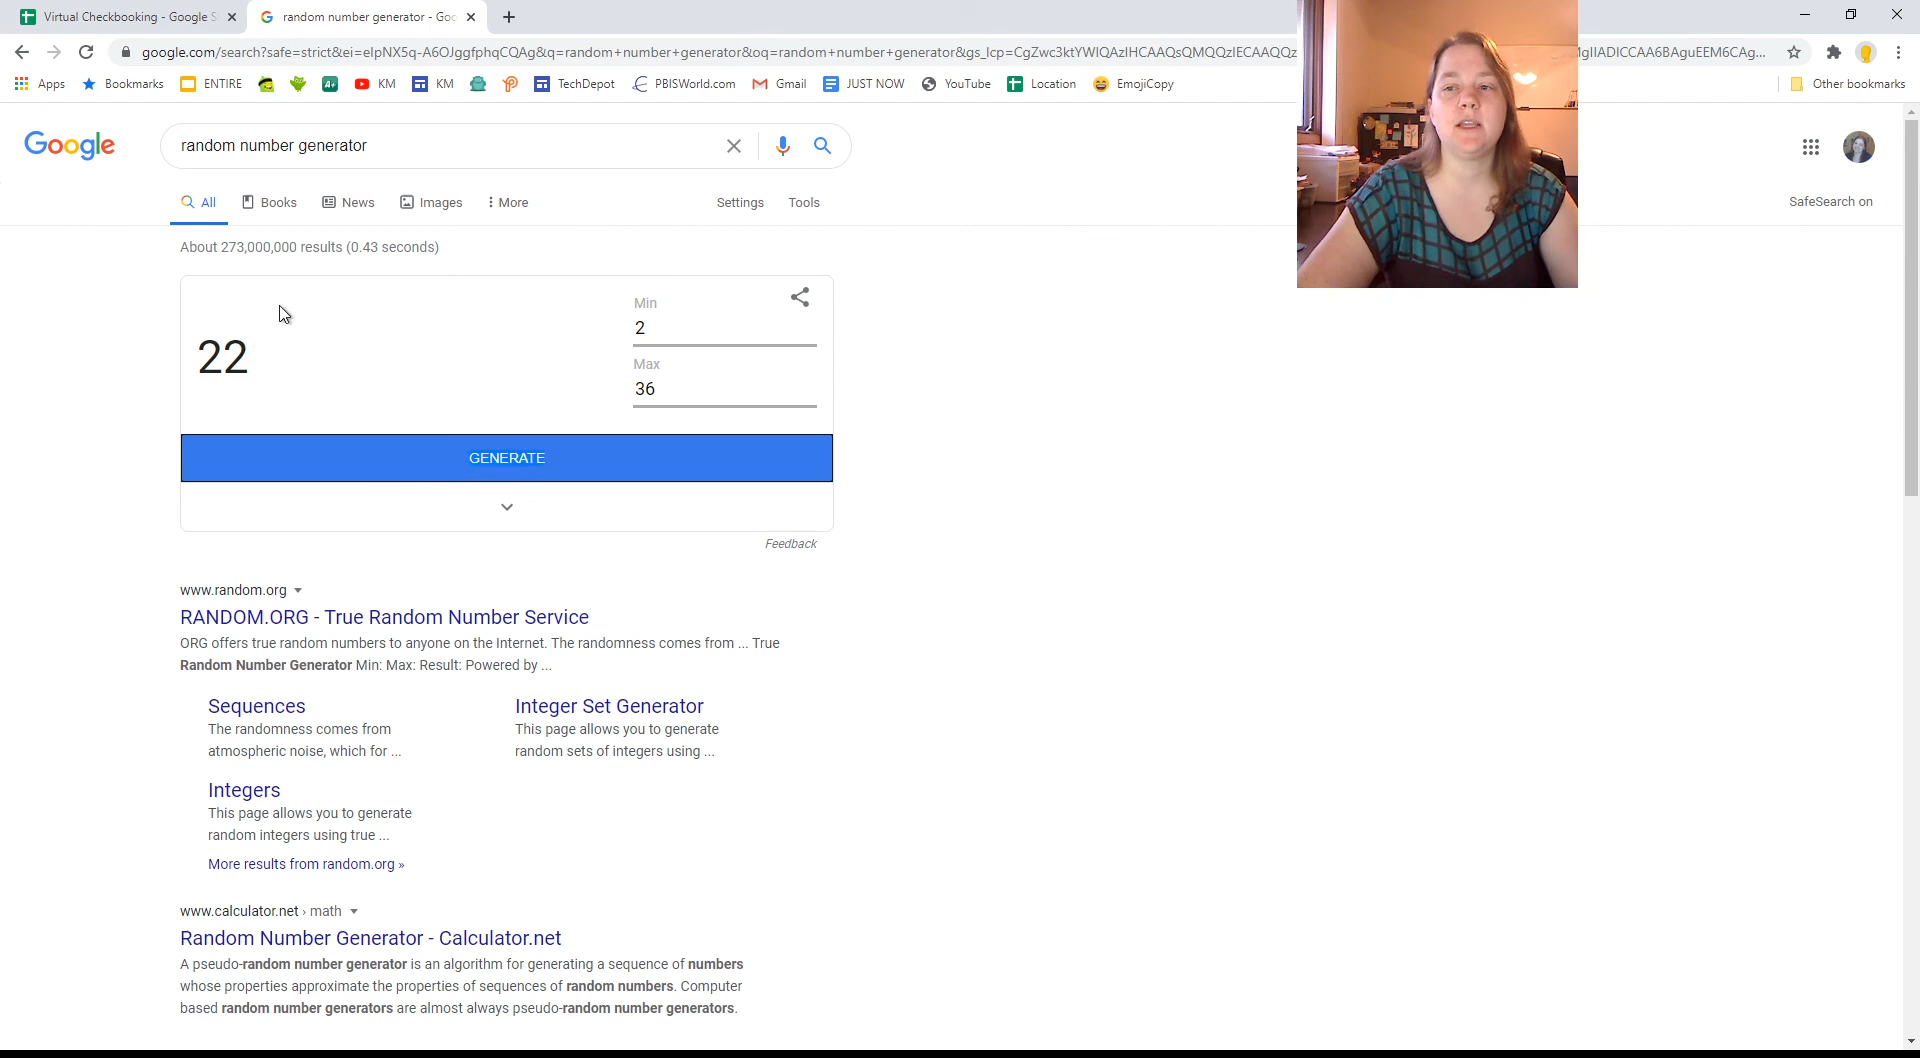 Virtual Checkbooking - Google S
random number generator - Goo
google.com/search?safe=strict&ei=elpNX5q-A6OJggfphqCQAg&q=random+number+generator&oq=random+number+generator&gs_lcp=CgZwc3ktYWIQAzIHCAAQsQMQQzIECAAQQz
gIIADICCAA6BAguEEM6CAg...
Apps
Bookmarks
ENTIRE
KM
KM
TechDepot
PBISWorld.com
Gmail
JUST NOW
YouTube
Location
EmojiCopy
Other bookmarks
Google
random number generator
All
Books
News
Images
More
Settings
Tools
SafeSearch on
About 273,000,000 results (0.43 seconds)
Min
2
22
Max
36
GENERATE
Feedback
www.random.org
RANDOM.ORG - True Random Number Service
ORG offers true random numbers to anyone on the Internet. The randomness comes from ... True
Random Number Generator Min: Max: Result: Powered by ...
Sequences
The randomness comes from
atmospheric noise, which for ...
Integer Set Generator
This page allows you to generate
random sets of integers using ...
Integers
This page allows you to generate
random integers using true ...
More results from random.org »
www.calculator.net › math
Random Number Generator - Calculator.net
A pseudo-random number generator is an algorithm for generating a sequence of numbers
whose properties approximate the properties of sequences of random numbers. Computer
based random number generators are almost always pseudo-random number generators.